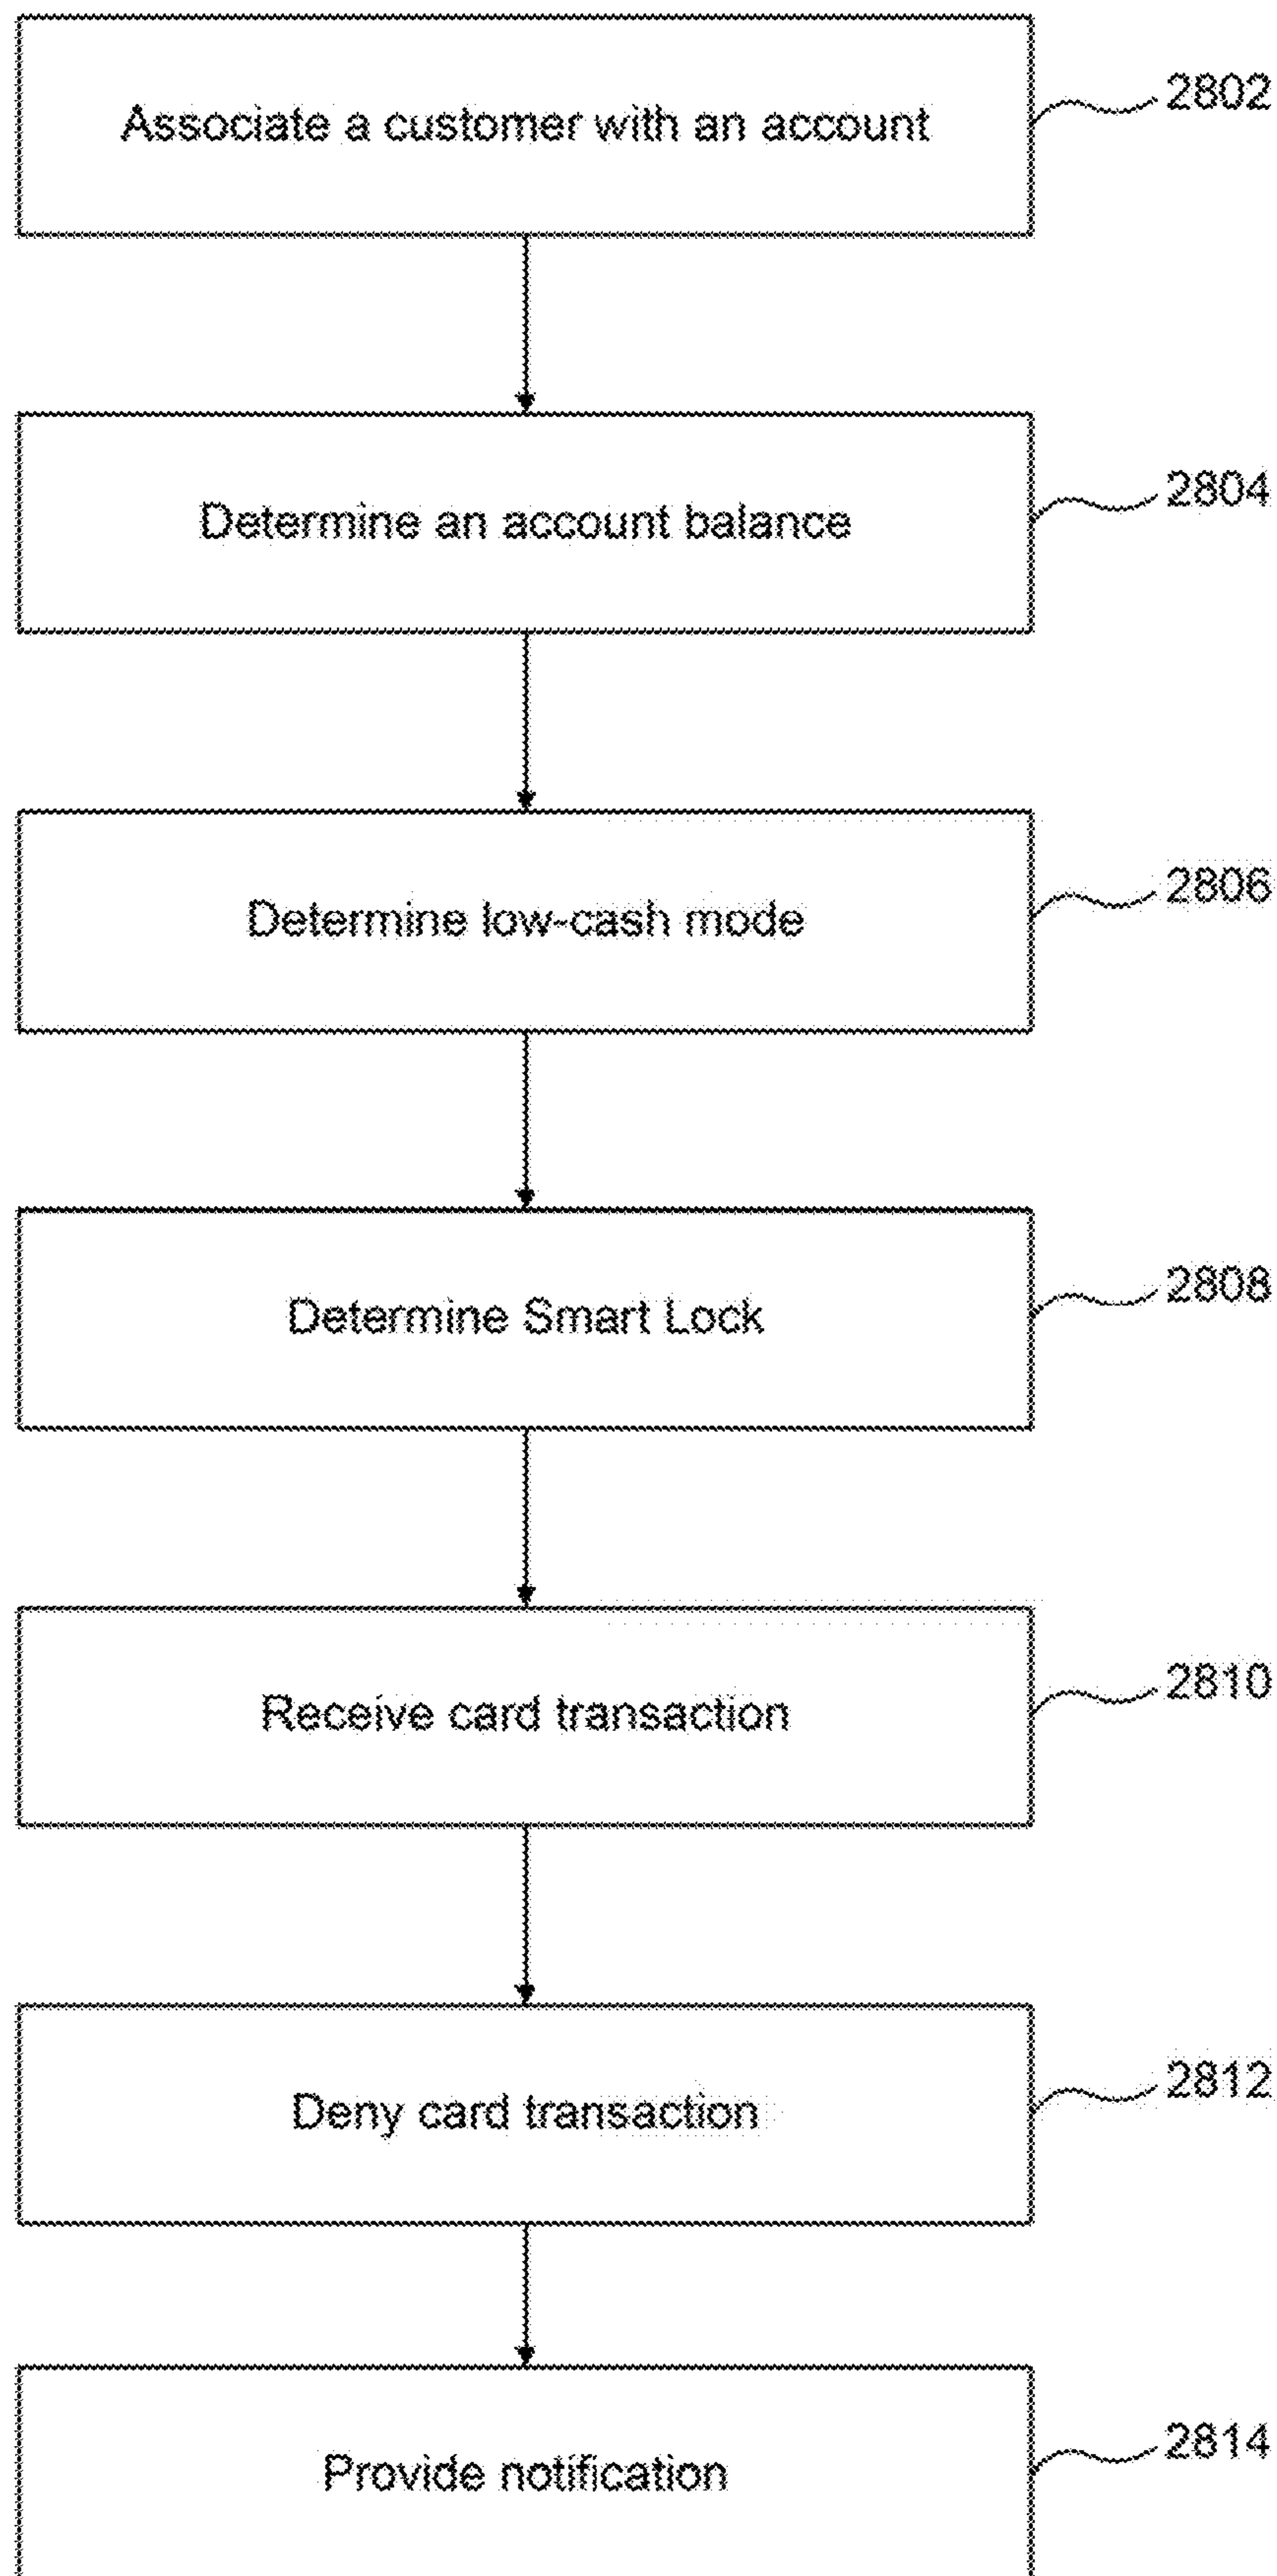 Associate a customer with an account
2802
Determine an account balance
2804
Determine low-cash mode
2806
Determine Smart Lock
2808
Receive card transaction
2810
Deny card transaction
2812
Provide notification
2814